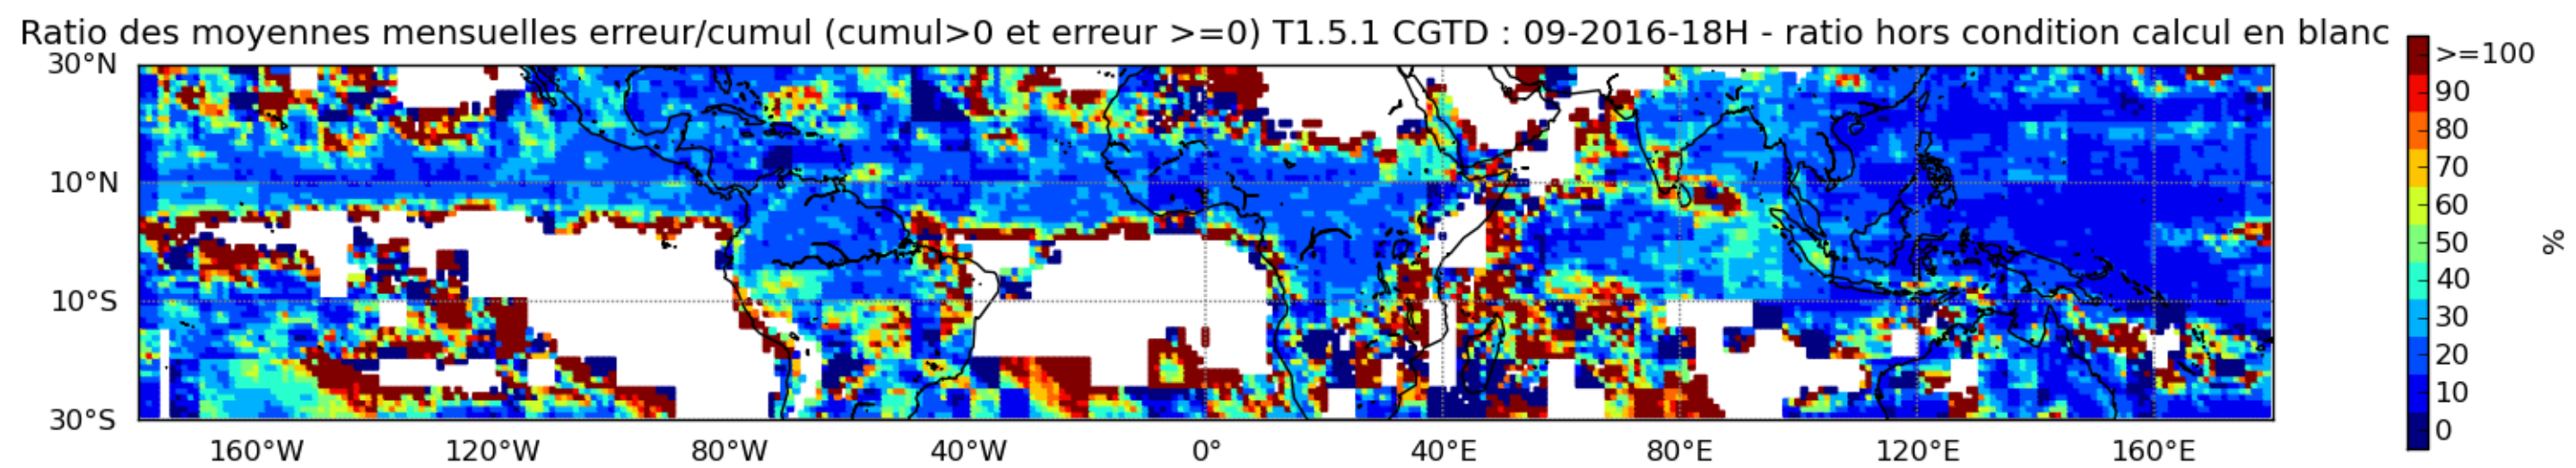 Ratio des moyennes mensuelles erreur/cumul (cumul>0 et erreur >=0) T1.5.1 CGTD : 09-2016-18H - ratio hors condition calcul en blanc
30°N
10°N
10°S
30°S
160°W 120°W 80°W 40°W 0° 40°E 80°E 120°E 160°E
>=100
90
80
70
60
50
40
30
20
10
0
%